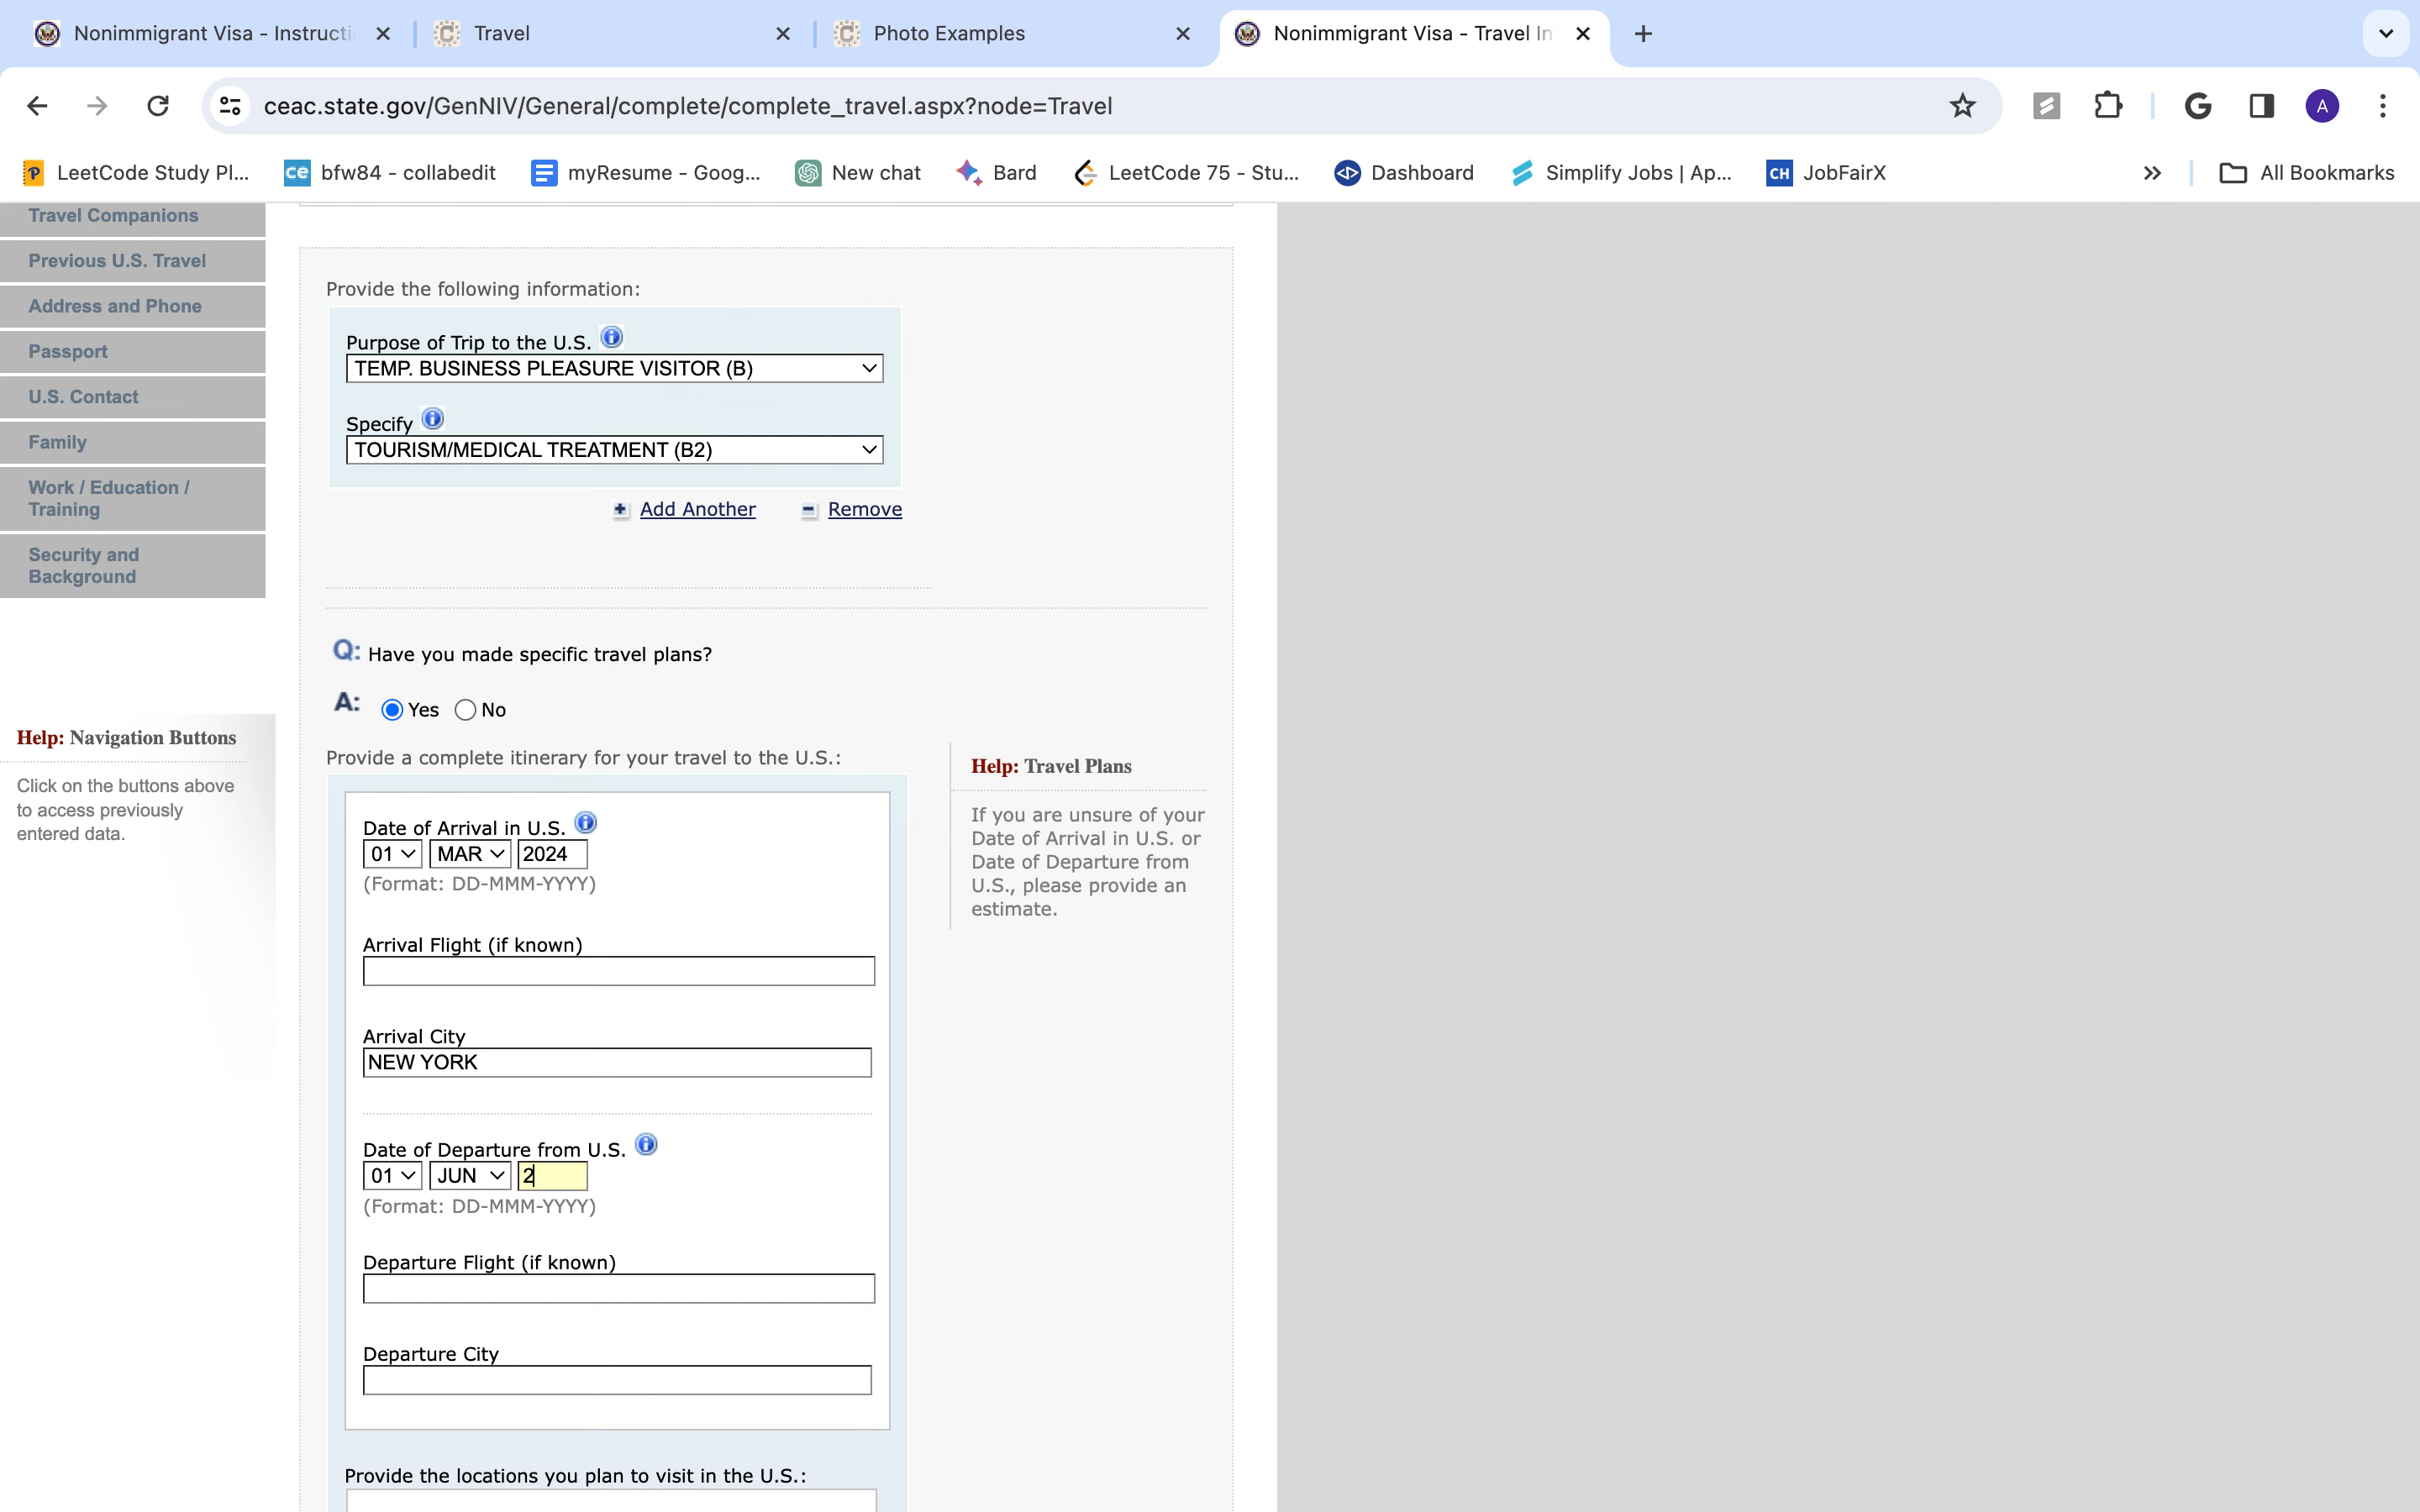 Nonimmigrant Visa - Instructi
Travel
Photo Examples
Nonimmigrant Visa - Travel In
ceac.state.gov/GenNIV/General/complete/complete_travel.aspx?node=Travel
A
LeetCode Study Pl...
ce bfw84 - collabedit
myResume - Goog...
New chat
Bard
LeetCode 75 - Stu...
Dashboard
Simplify Jobs | Ap...
CH JobFairX
All Bookmarks
Travel Companions
Previous U.S. Travel
Address and Phone
Passport
U.S. Contact
Family
Work / Education /
Training
Security and
Background
Help: Navigation Buttons
Click on the buttons above
to access previously
entered data.
Provide the following information:
Purpose of Trip to the U.S.
TEMP. BUSINESS PLEASURE VISITOR (B)
Specify
TOURISM/MEDICAL TREATMENT (B2)
Add Another
Remove
Q: Have you made specific travel plans?
A: Yes No
Provide a complete itinerary for your travel to the U.S.:
Date of Arrival in U.S.
01 MAR 2024
(Format: DD-MMM-YYYY)
Arrival Flight (if known)
Arrival City
NEW YORK
Date of Departure from U.S.
01 JUN 2
(Format: DD-MMM-YYYY)
Departure Flight (if known)
Departure City
Provide the locations you plan to visit in the U.S.:
Help: Travel Plans
If you are unsure of your
Date of Arrival in U.S. or
Date of Departure from
U.S., please provide an
estimate.